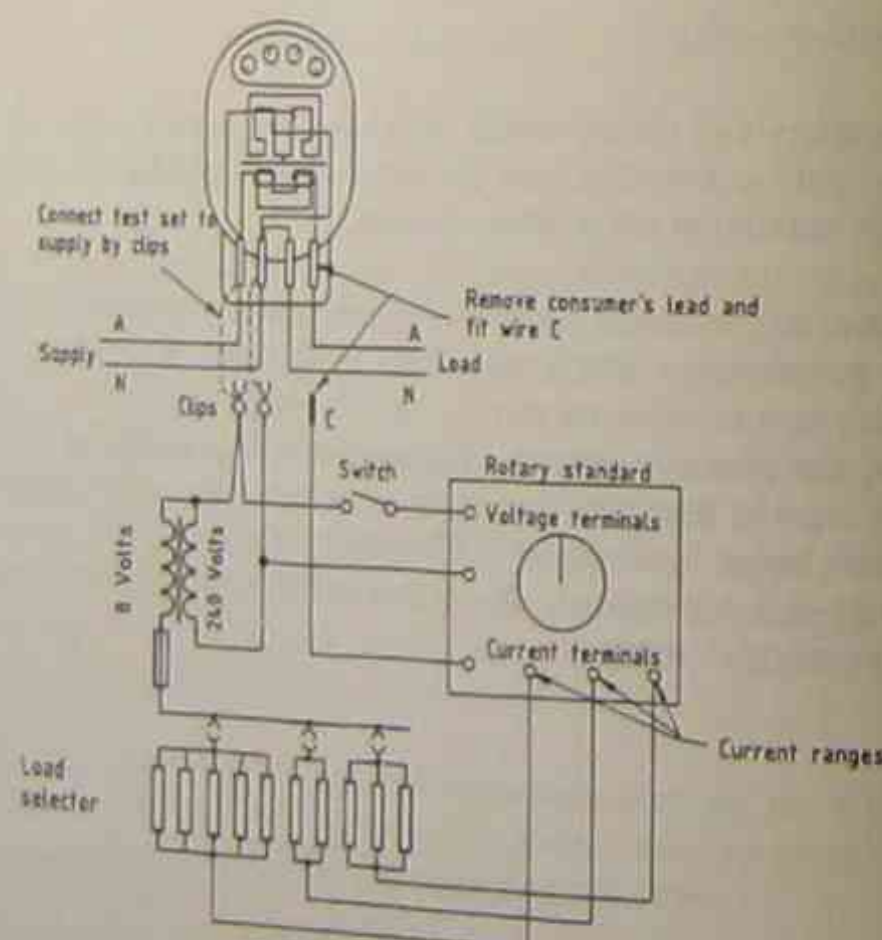 Connect test set to
supply by clips
Remove consumer's lead and
fit wire C
A
A
Supply
Load
N
N
Clips
C
Switch
Rotary standard
Voltage terminals
8 Volts
240 Volts
Current terminals
Current ranges
Load
selector